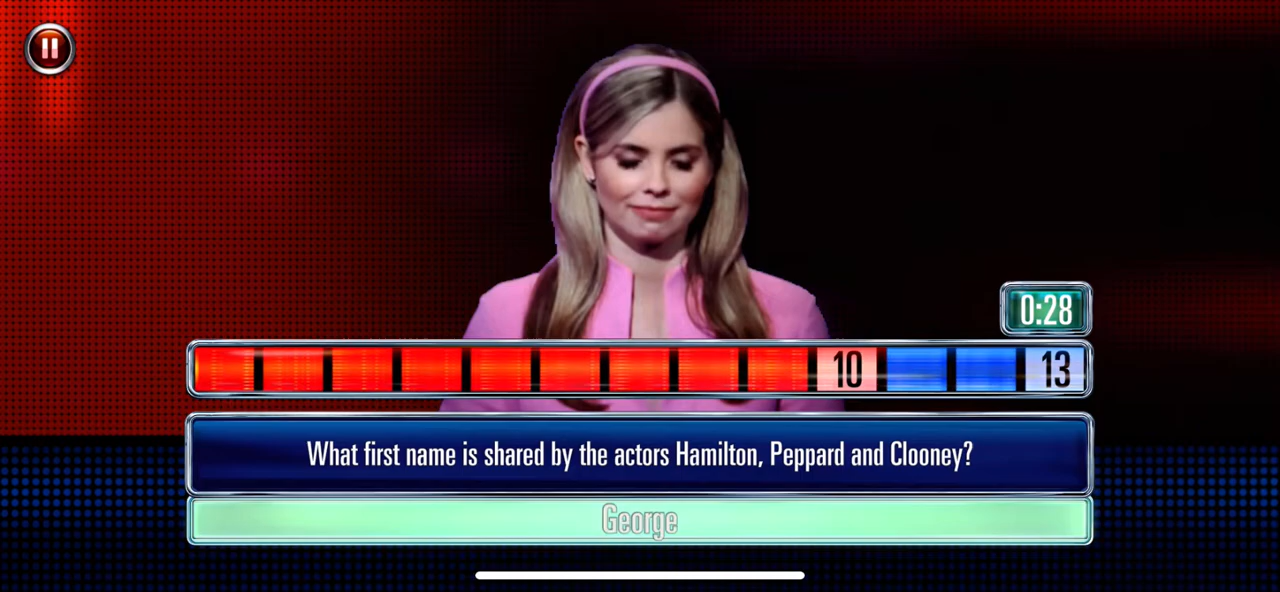 0:28
10
13
What first name is shared by the actors Hamilton, Peppard and Clooney?
George